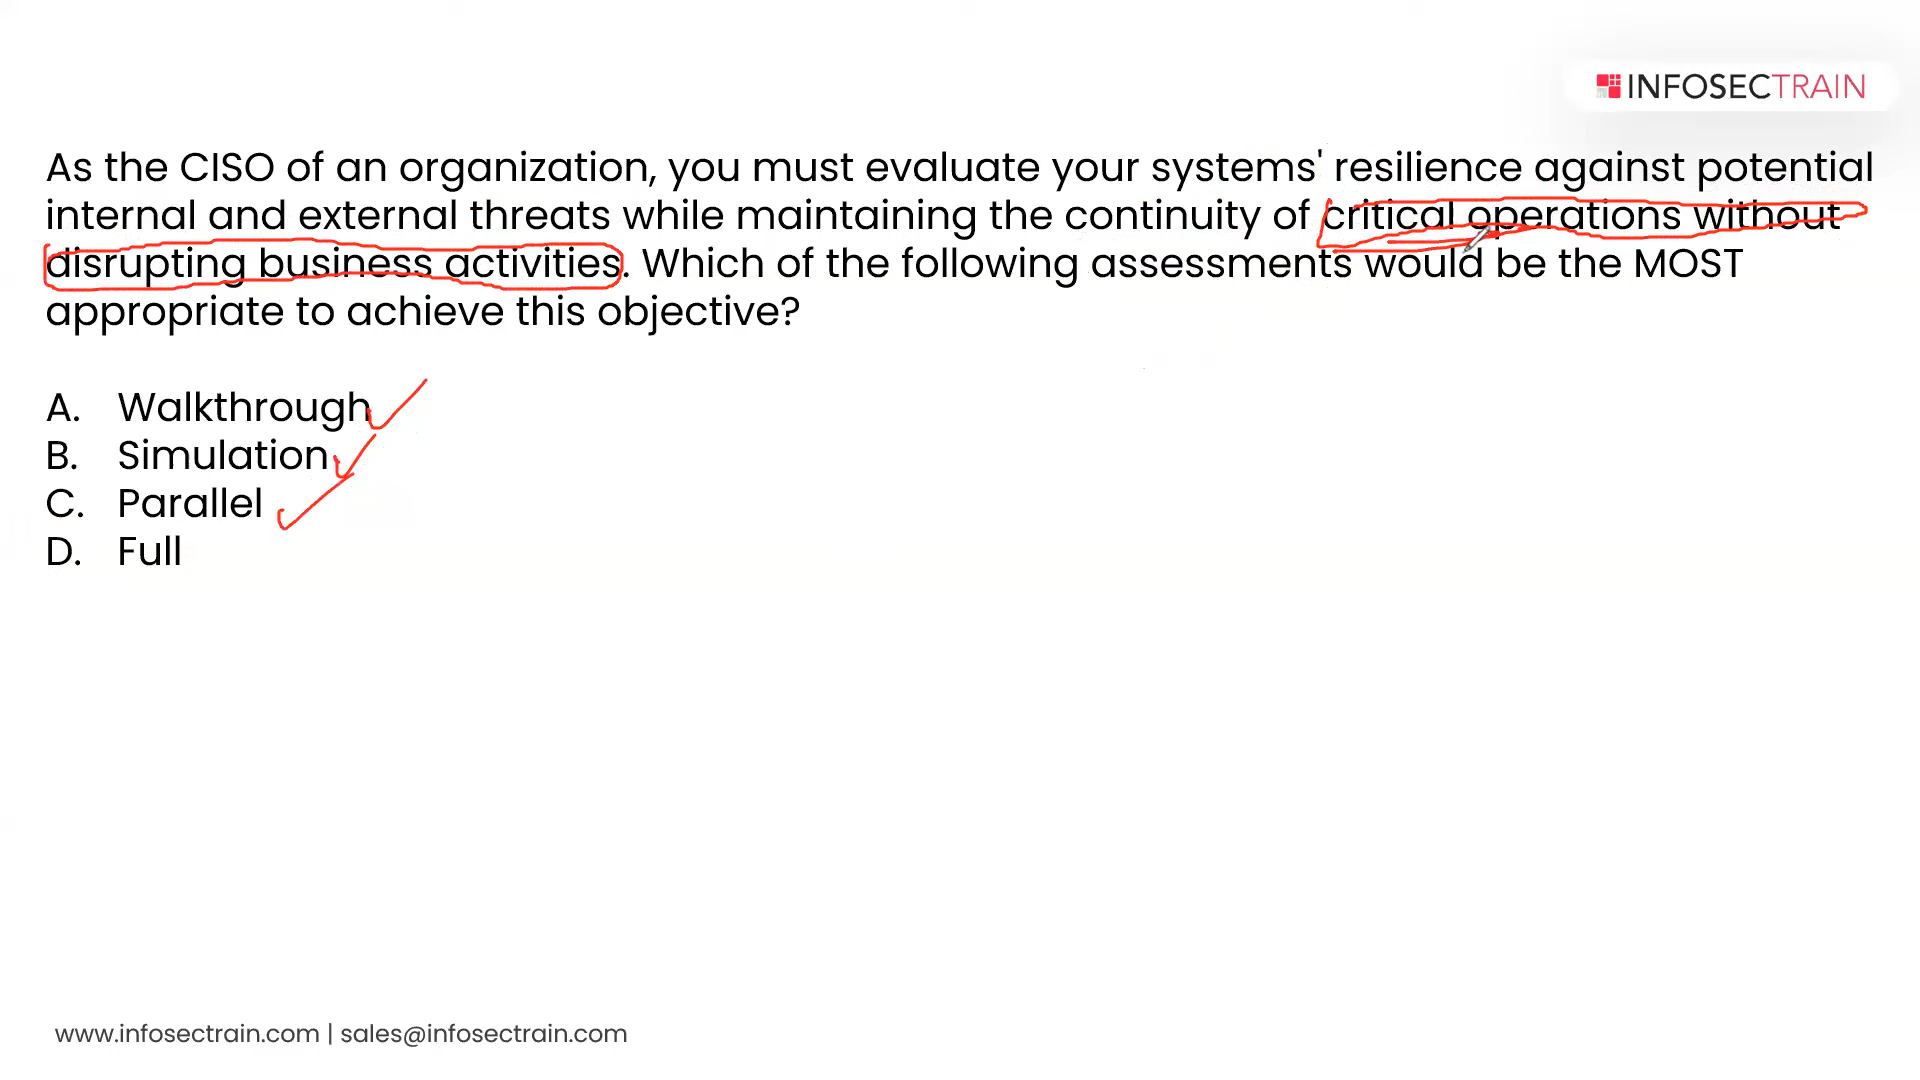 INFOSECTRAIN
As the CISO of an organization, you must evaluate your systems' resilience against potential
internal and external threats while maintaining the continuity of critical operations without
disrupting business activities. Which of the following assessments would be the MOST
appropriate to achieve this objective?
A. Walkthrough
B. Simulation
C. Parallel
D. Full
www.infosectrain.com | sales@infosectrain.com